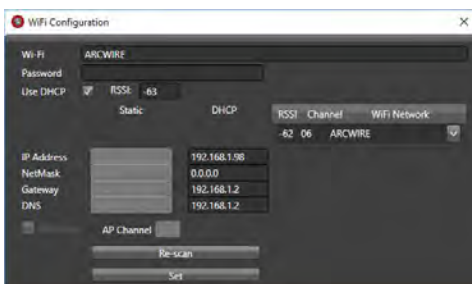 WiFi Configuration
Wi-Fi ARCWIRE
Password
Use DHCP RSSI: -63
Static DHCP
RSSI Channel WiFi Network
-62 06 ARCWIRE
IP Address 192.168.1.98
NetMask 0.0.0.0
Gateway 192.168.1.2
DNS 192.168.1.2
AP Channel
Re-scan
Set